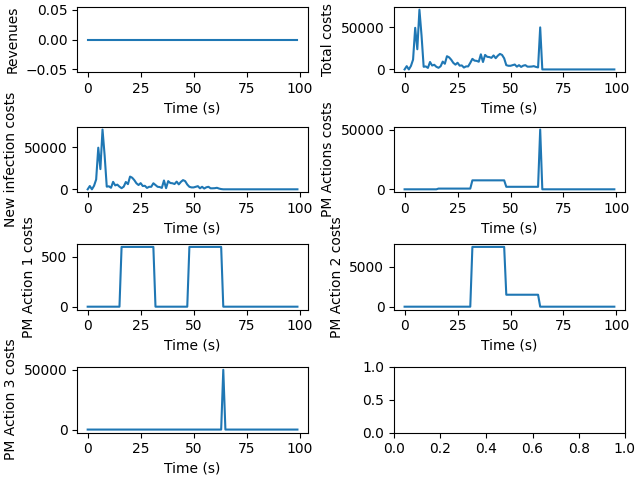 Revenues
0.05
0.00
−0.05
0 25 50 75 100
Time (s)
Total costs
50000
0
0 25 50 75 100
Time (s)
New infection costs
50000
0
0 25 50 75 100
Time (s)
PM Actions costs
50000
0
0 25 50 75 100
Time (s)
PM Action 1 costs
500
0
0 25 50 75 100
Time (s)
PM Action 2 costs
5000
0
0 25 50 75 100
Time (s)
PM Action 3 costs
50000
0
0 25 50 75 100
Time (s)
1.0
0.5
0.0
0.0 0.2 0.4 0.6 0.8 1.0